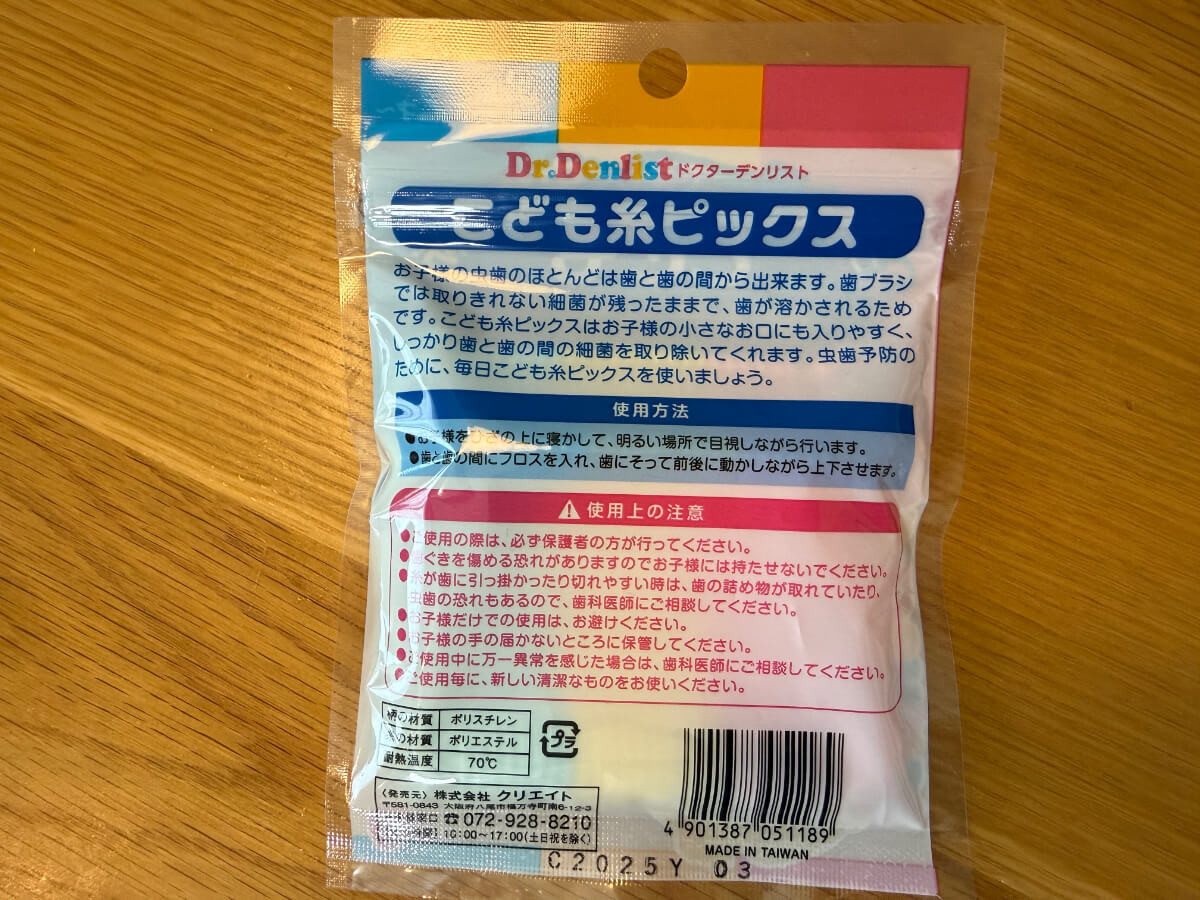 Dr.Denlist ドクターデンリスト
こども糸ピックス
お子様の虫歯のほとんどは歯と歯の間から出来ます。歯ブラシ
では取りきれない細菌が残ったままで、歯が溶かされるため
です。こども糸ピックスはお子様の小さなお口にも入りやすく、
しっかり歯と歯の間の細菌を取り除いてくれます。虫歯予防の
ために、毎日こども糸ピックスを使いましょう。
使用方法
●お子様をひざの上に寝かして、明るい場所で目視しながら行います。
●歯と歯の間にフロスを入れ、歯にそって前後に動かしながら上下させます。
⚠使用上の注意
●ご使用の際は、必ず保護者の方が行ってください。
●歯ぐきを傷める恐れがありますのでお子様には持たせないでください。
●糸が歯に引っ掛かったり切れやすい時は、歯の詰め物が取れていたり、
虫歯の恐れもあるので、歯科医師にご相談してください。
●お子様だけでの使用は、お避けください。
●お子様の手の届かないところに保管してください。
●ご使用中に万一異常を感じた場合は、歯科医師にご相談してください。
●ご使用毎に、新しい清潔なものをお使いください。
柄の材質 ポリスチレン
糸の材質 ポリエステル
耐熱温度 70℃
プラ
〈発売元〉株式会社 クリエイト
〒581-0843 大阪府八尾市福万寺町南6-12-3
☎072-928-8210
10:00〜17:00(土日祝を除く)
4 901387 051189
MADE IN TAIWAN
C2025Y 03